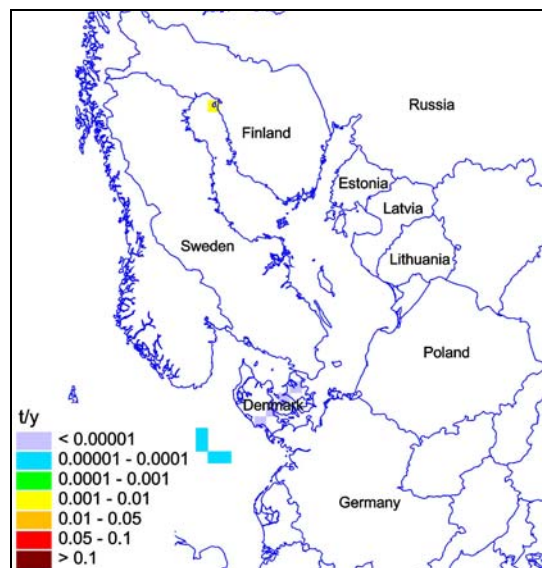 Russia
Finland
Estonia
Latvia
Sweden
Lithuania
Poland
Denmark
t/y
< 0.00001
0.00001 - 0.0001
0.0001 - 0.001
0.001 - 0.01
0.01 - 0.05
0.05 - 0.1
> 0.1
Germany